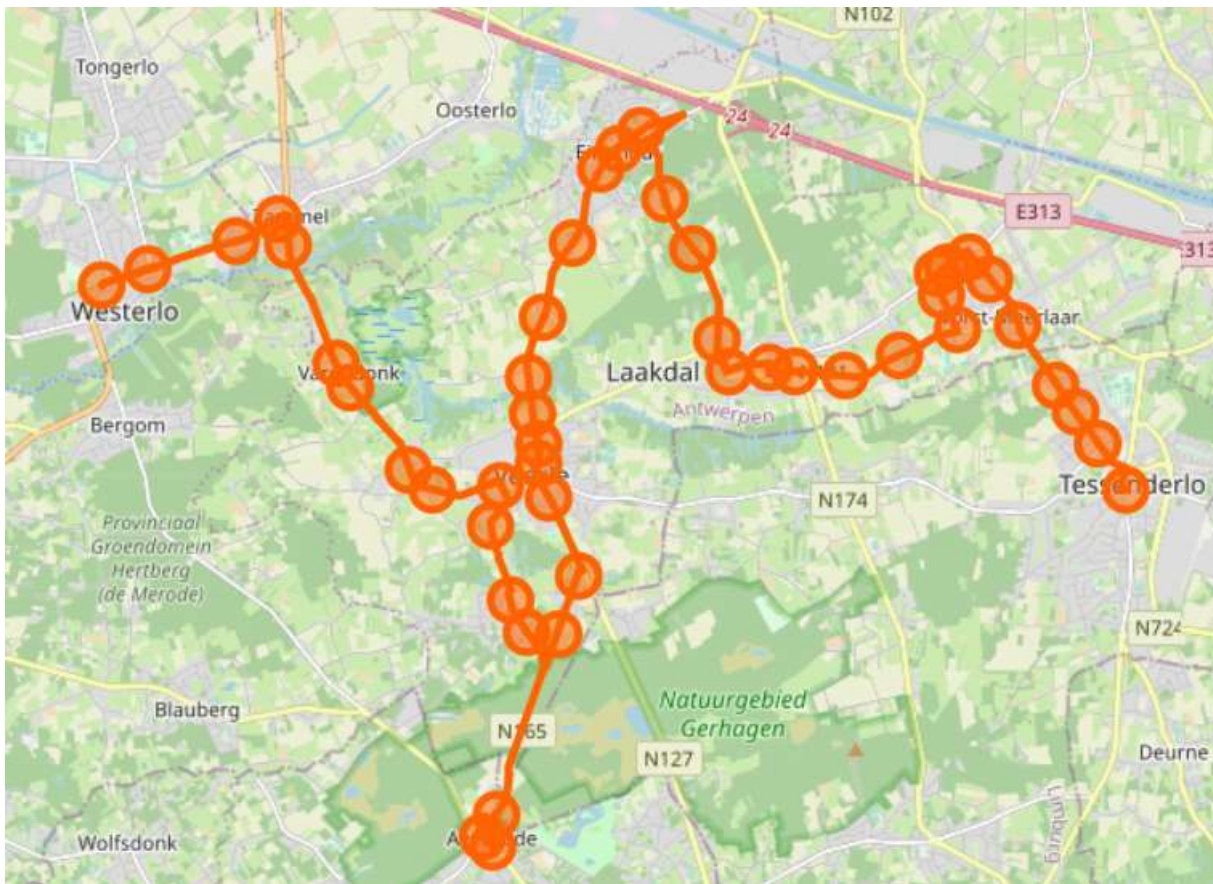 N102
Tongerlo
24
24
Oosterlo
E313
E313
Westerlo
Laakdal
Antwerpen
Bergom
N174
Tessenderlo
Provinciaal
Groendomein
Hertberg
(de Merode)
N724
Natuurgebied
Gerhagen
Blauberg
N165
N127
Deurne
Wolfsdonk
Limburg